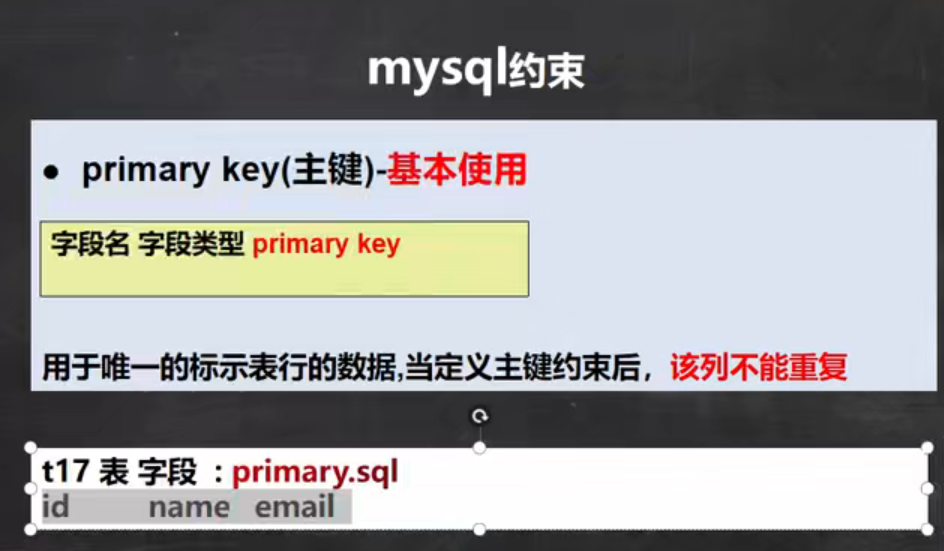 mysql约束
● primary key(主键)-基本使用
字段名 字段类型 primary key
用于唯一的标示表行的数据,当定义主键约束后，该列不能重复
t17 表 字段 ：primary.sql
id name email